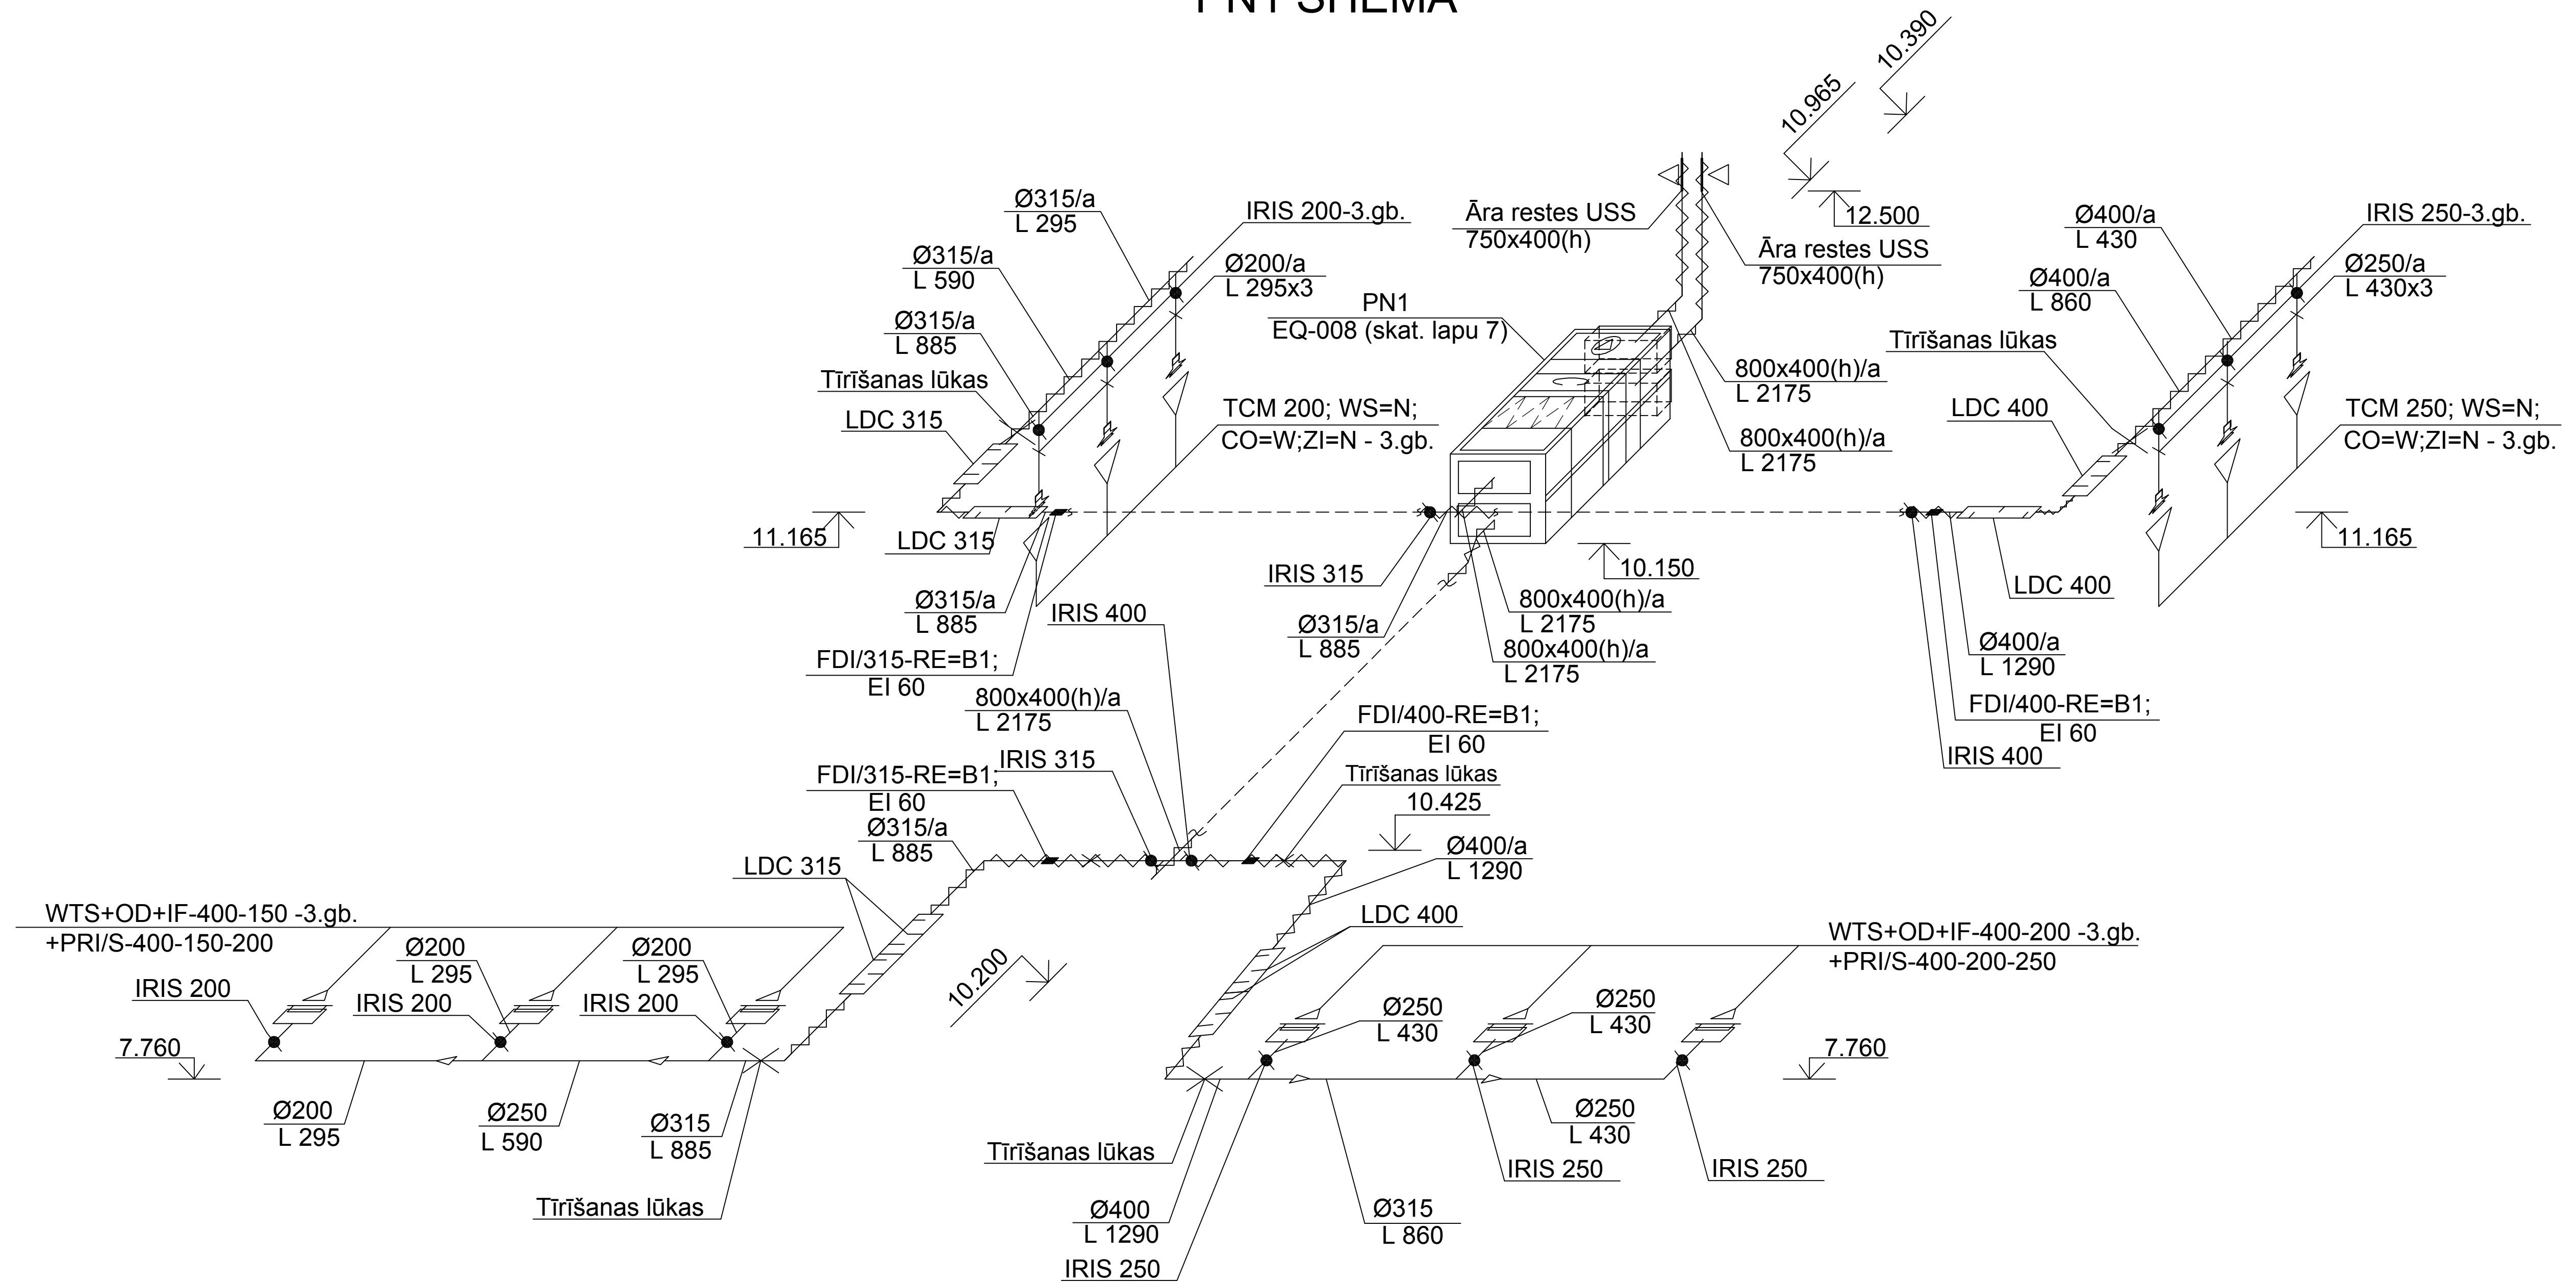 PN1 SHEMA
10.390
10.965
12.500
Ø315/a
L 295
IRIS 200-3.gb.
Ø315/a
L 590
Ø200/a
L 295x3
Ø315/a
L 885
Tīrīšanas lūkas
LDC 315
TCM 200; WS=N;
CO=W;ZI=N - 3.gb.
11.165
LDC 315
Ø315/a
L 885
FDI/315-RE=B1;
EI 60
Āra restes USS
750x400(h)
Āra restes USS
750x400(h)
PN1
EQ-008 (skat. lapu 7)
800x400(h)/a
L 2175
800x400(h)/a
L 2175
10.150
IRIS 315
Ø315/a
L 885
800x400(h)/a
L 2175
800x400(h)/a
L 2175
Ø400/a
L 430
IRIS 250-3.gb.
Ø400/a
L 860
Ø250/a
L 430x3
Tīrīšanas lūkas
LDC 400
TCM 250; WS=N;
CO=W;ZI=N - 3.gb.
11.165
LDC 400
Ø400/a
L 1290
FDI/400-RE=B1;
EI 60
IRIS 400
IRIS 400
800x400(h)/a
L 2175
IRIS 315
FDI/315-RE=B1;
EI 60
Ø315/a
L 885
LDC 315
FDI/400-RE=B1;
EI 60
Tīrīšanas lūkas
10.425
Ø400/a
L 1290
LDC 400
10.200
WTS+OD+IF-400-150 -3.gb.
+PRI/S-400-150-200
Ø200
L 295
Ø200
L 295
IRIS 200
IRIS 200
IRIS 200
7.760
Ø200
L 295
Ø250
L 590
Ø315
L 885
Tīrīšanas lūkas
WTS+OD+IF-400-200 -3.gb.
+PRI/S-400-200-250
Ø250
L 430
Ø250
L 430
7.760
Ø250
L 430
Tīrīšanas lūkas
IRIS 250
IRIS 250
Ø400
L 1290
Ø315
L 860
IRIS 250